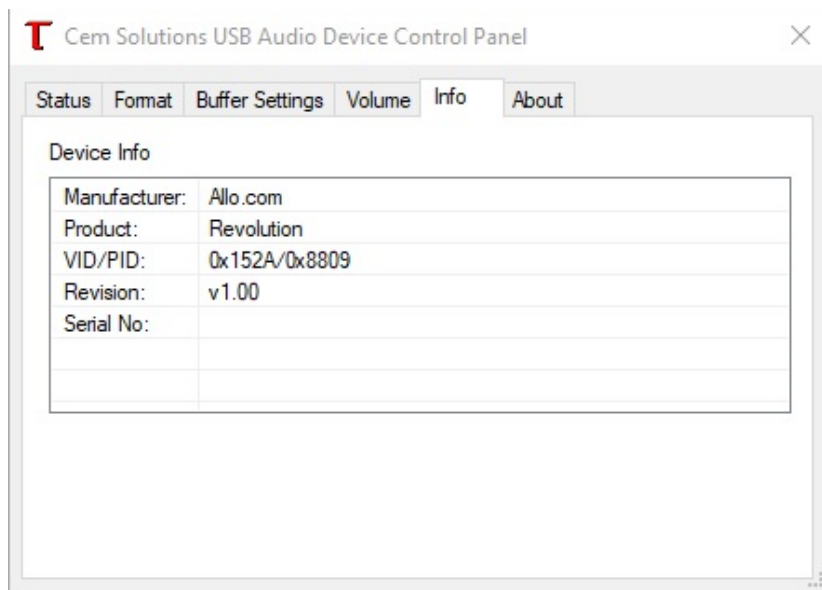 Cem Solutions USB Audio Device Control Panel
Status Format Buffer Settings Volume Info About
Device Info
Manufacturer: Allo.com
Product: Revolution
VID/PID: 0x152A/0x8809
Revision: v1.00
Serial No: